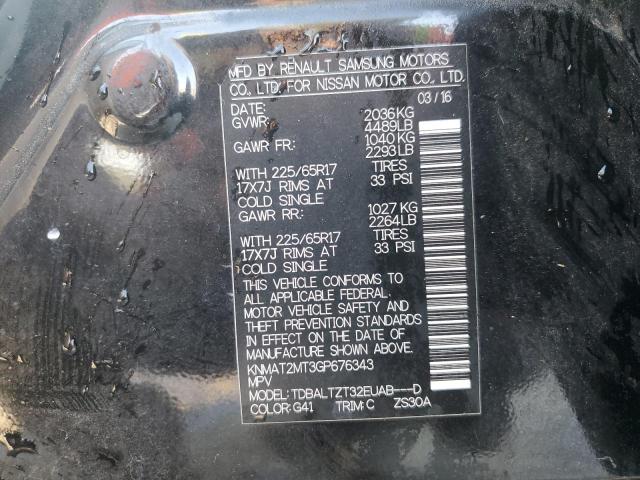 MFD BY RENAULT SAMSUNG MOTORS
CO., LTD. FOR NISSAN MOTOR CO., LTD.
DATE: 03/16
GVWR: 2036KG
4489LB
GAWR FR: 1040KG
2293LB
WITH 225/65R17 TIRES
17X7J RIMS AT 33 PSI
COLD SINGLE
GAWR RR: 1027 KG
2264LB
WITH 225/65R17 TIRES
17X7J RIMS AT 33 PSI
COLD SINGLE
THIS VEHICLE CONFORMS TO
ALL APPLICABLE FEDERAL
MOTOR VEHICLE SAFETY AND
THEFT PREVENTION STANDARDS
IN EFFECT ON THE DATE OF
MANUFACTURE SHOWN ABOVE.
KNMAT2MT3GP676343
MPV
MODEL: TDBALTZT32EUAB---D
COLOR: G41 TRIM: C ZS30A